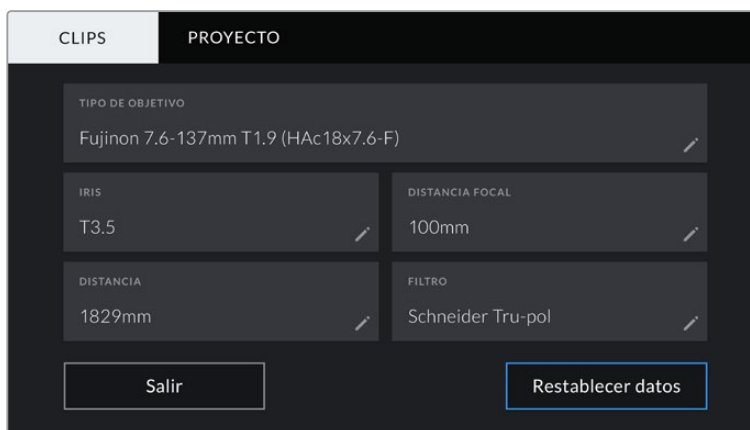 CLIPS PROYECTO
TIPO DE OBJETIVO
Fujinon 7.6-137mm T1.9 (HAc18x7.6-F)
IRIS
T3.5
DISTANCIA FOCAL
100mm
DISTANCIA
1829mm
FILTRO
Schneider Tru-pol
Salir
Restablecer datos